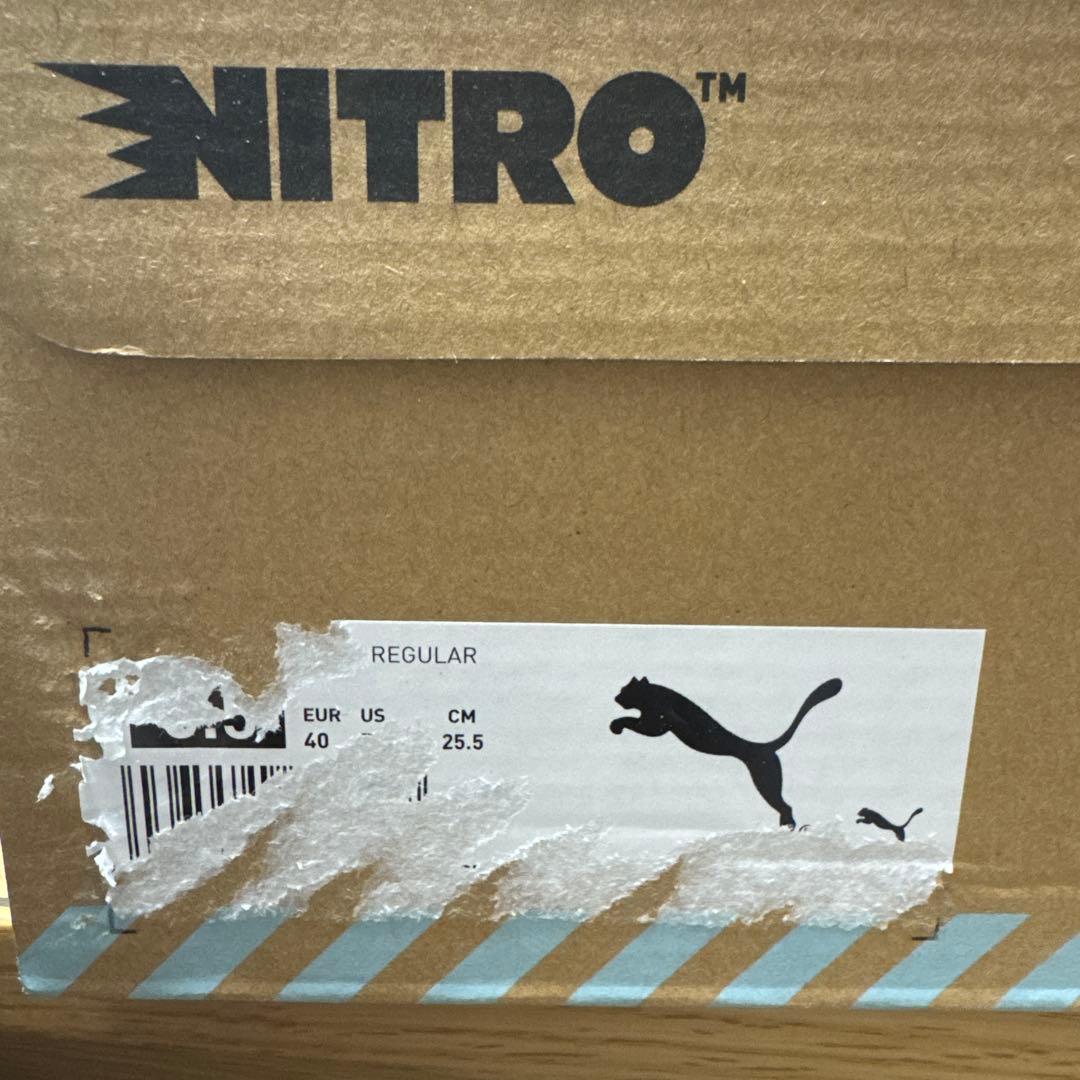 NITRO™
REGULAR
EUR US CM
40 25.5